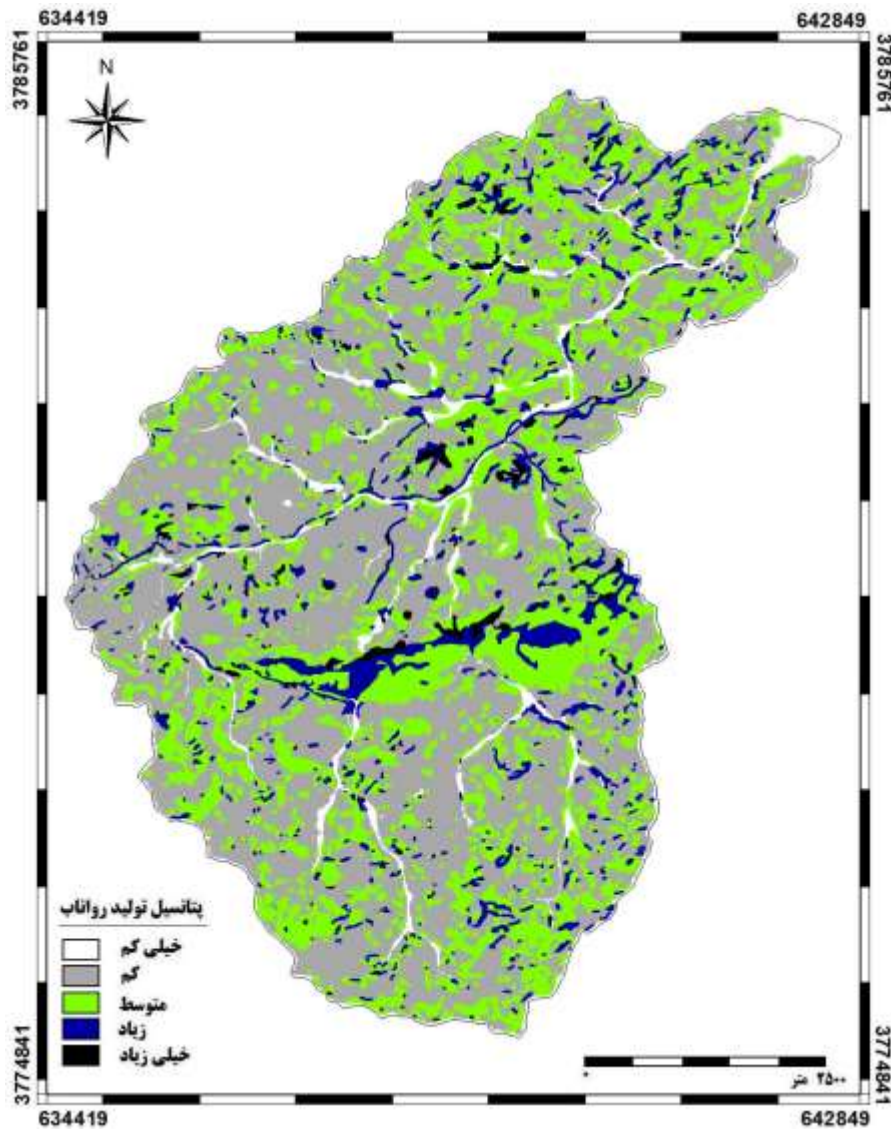 634419 642849
3785761 3785761
N
پتانسیل تولید رواناب
خیلی کم
کم
متوسط
زیاد
خیلی زیاد
۰ ۲۵۰۰ متر
3774841 3774841
634419 642849